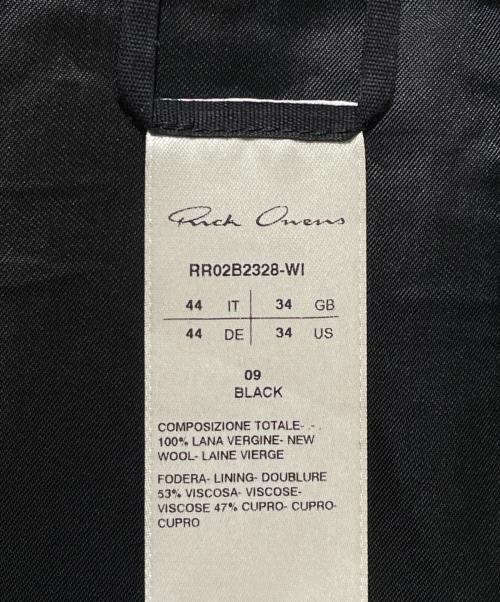 Rick Owens
RR02B2328-WI
44 IT 34 GB
44 DE 34 US
09
BLACK
COMPOSIZIONE TOTALE- .- .
100% LANA VERGINE- NEW
WOOL- LAINE VIERGE
FODERA- LINING- DOUBLURE
53% VISCOSA- VISCOSE-
VISCOSE 47% CUPRO- CUPRO-
CUPRO